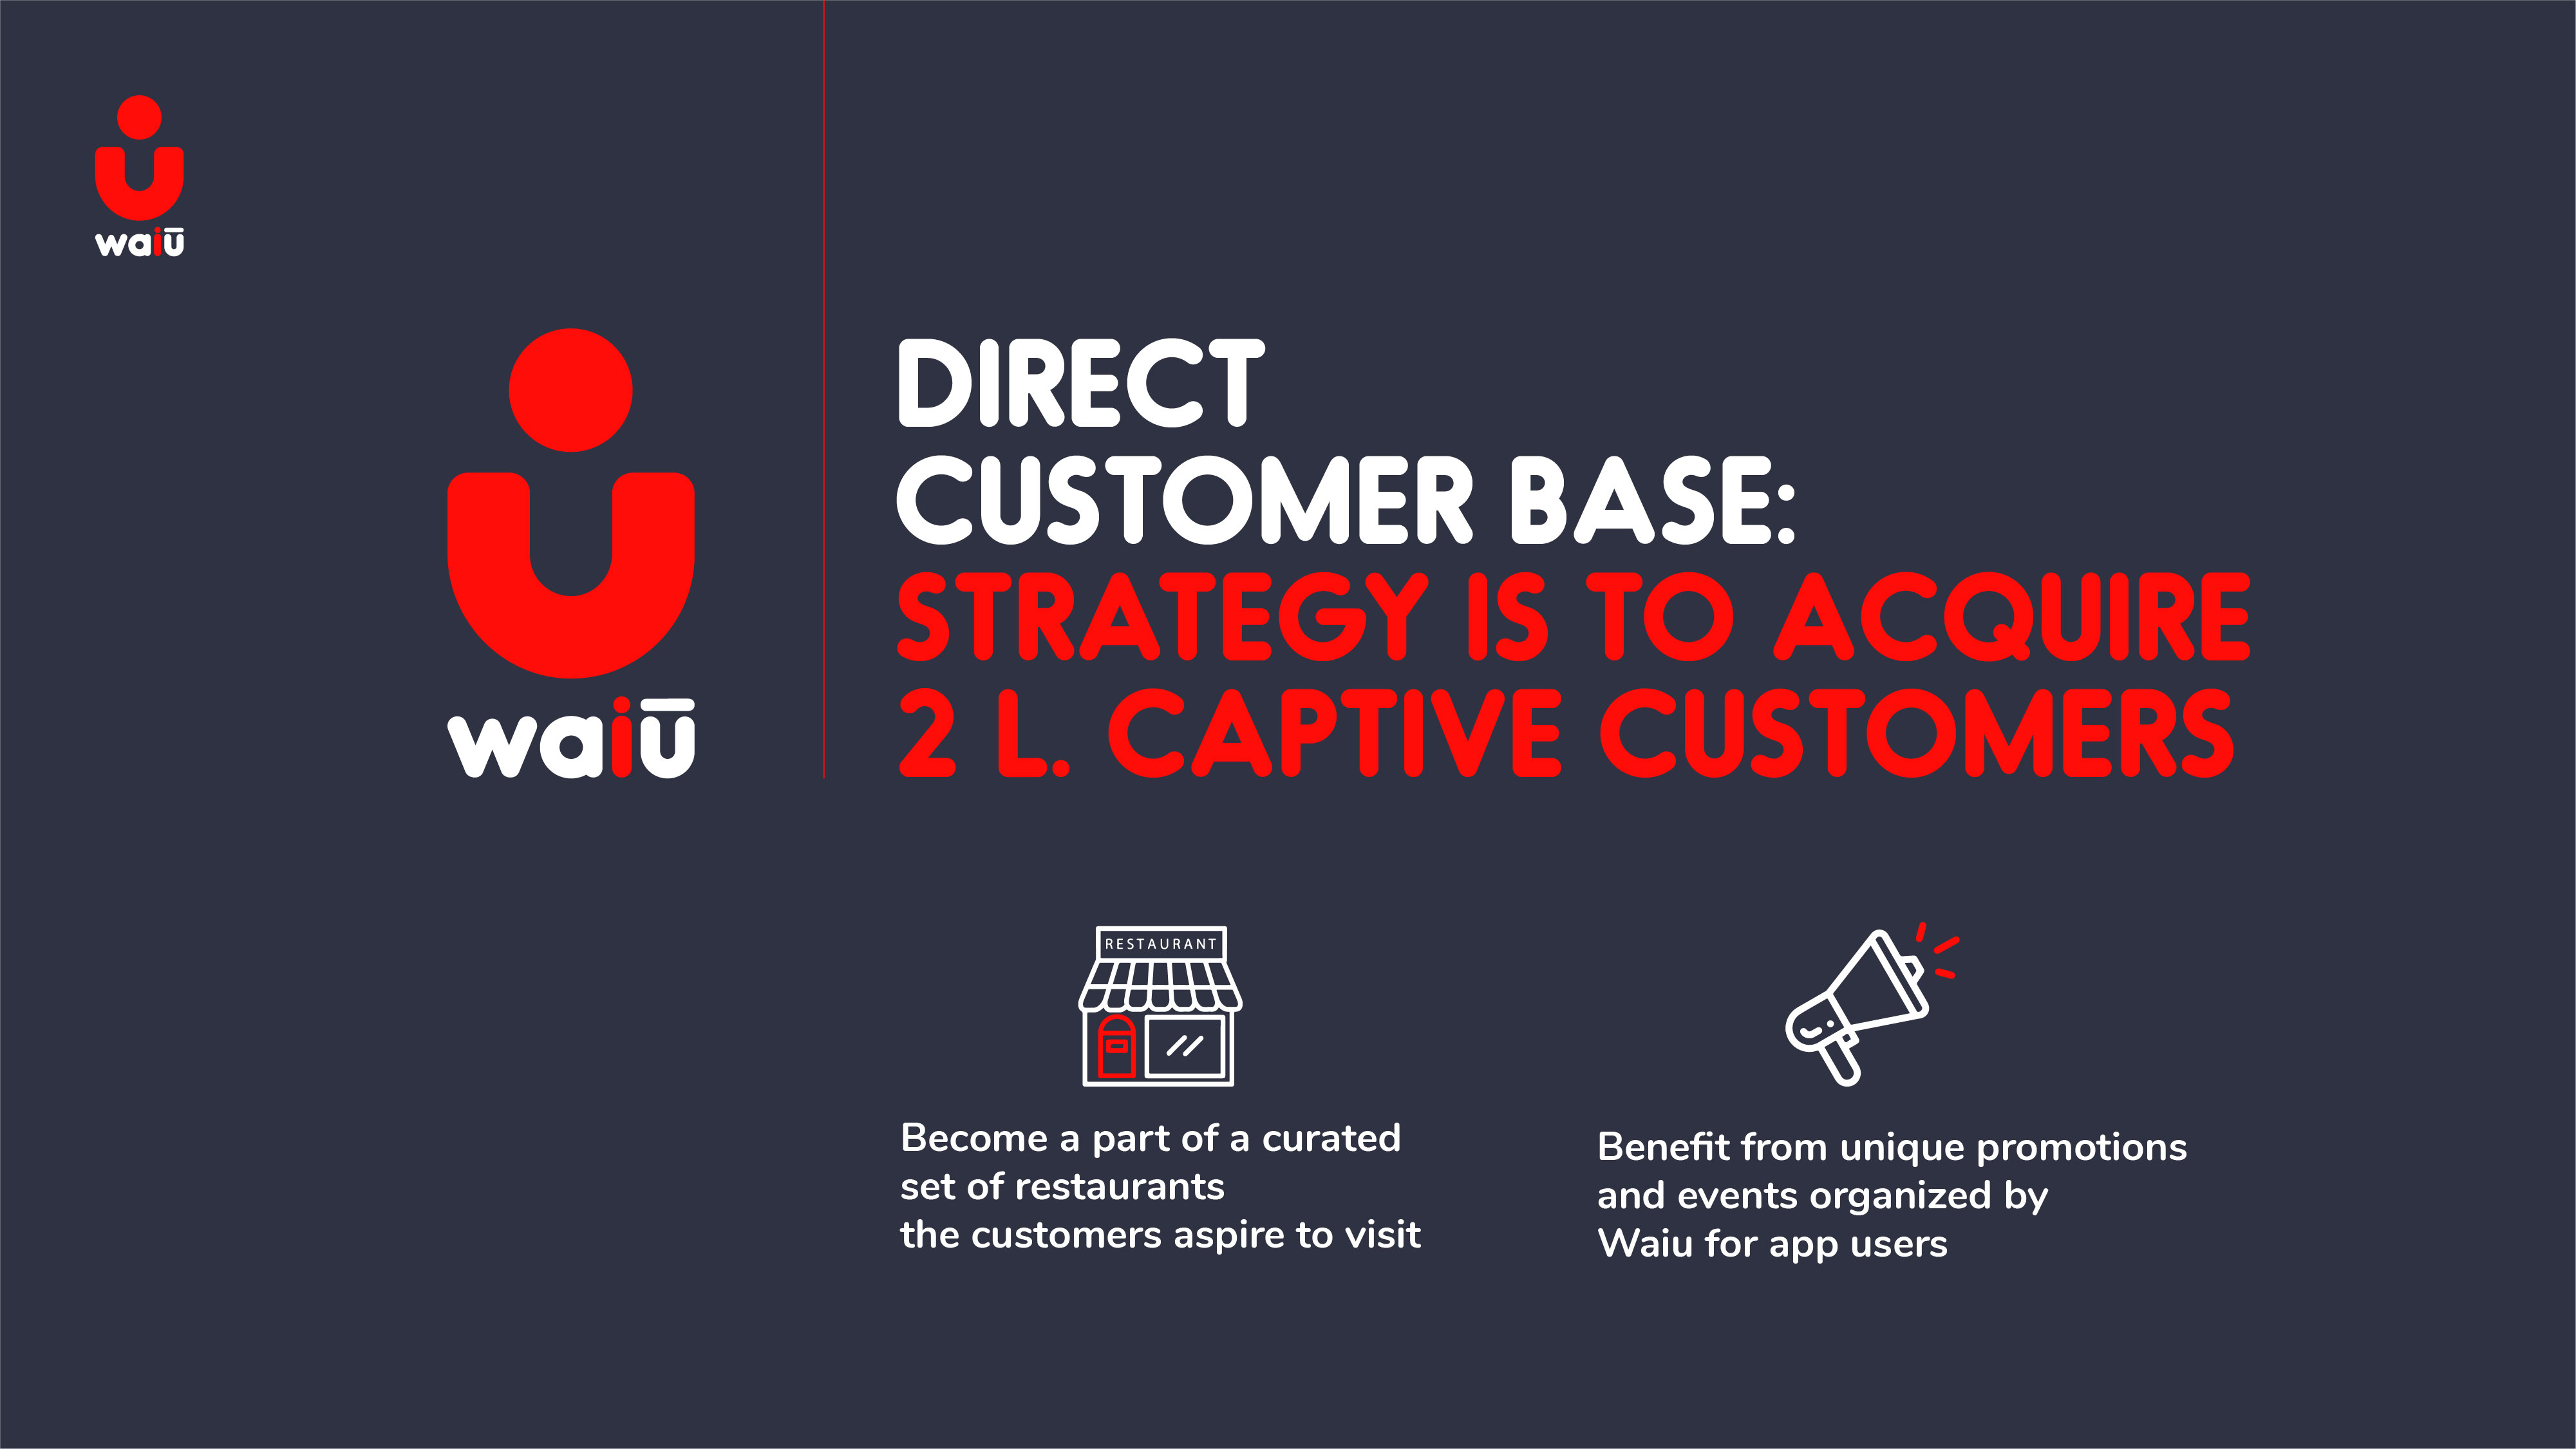 waiū
waiū
DIRECT
CUSTOMER BASE:
STRATEGY IS TO ACQUIRE
2 L. CAPTIVE CUSTOMERS
RESTAURANT
Become a part of a curated
set of restaurants
the customers aspire to visit
Benefit from unique promotions
and events organized by
Waiu for app users